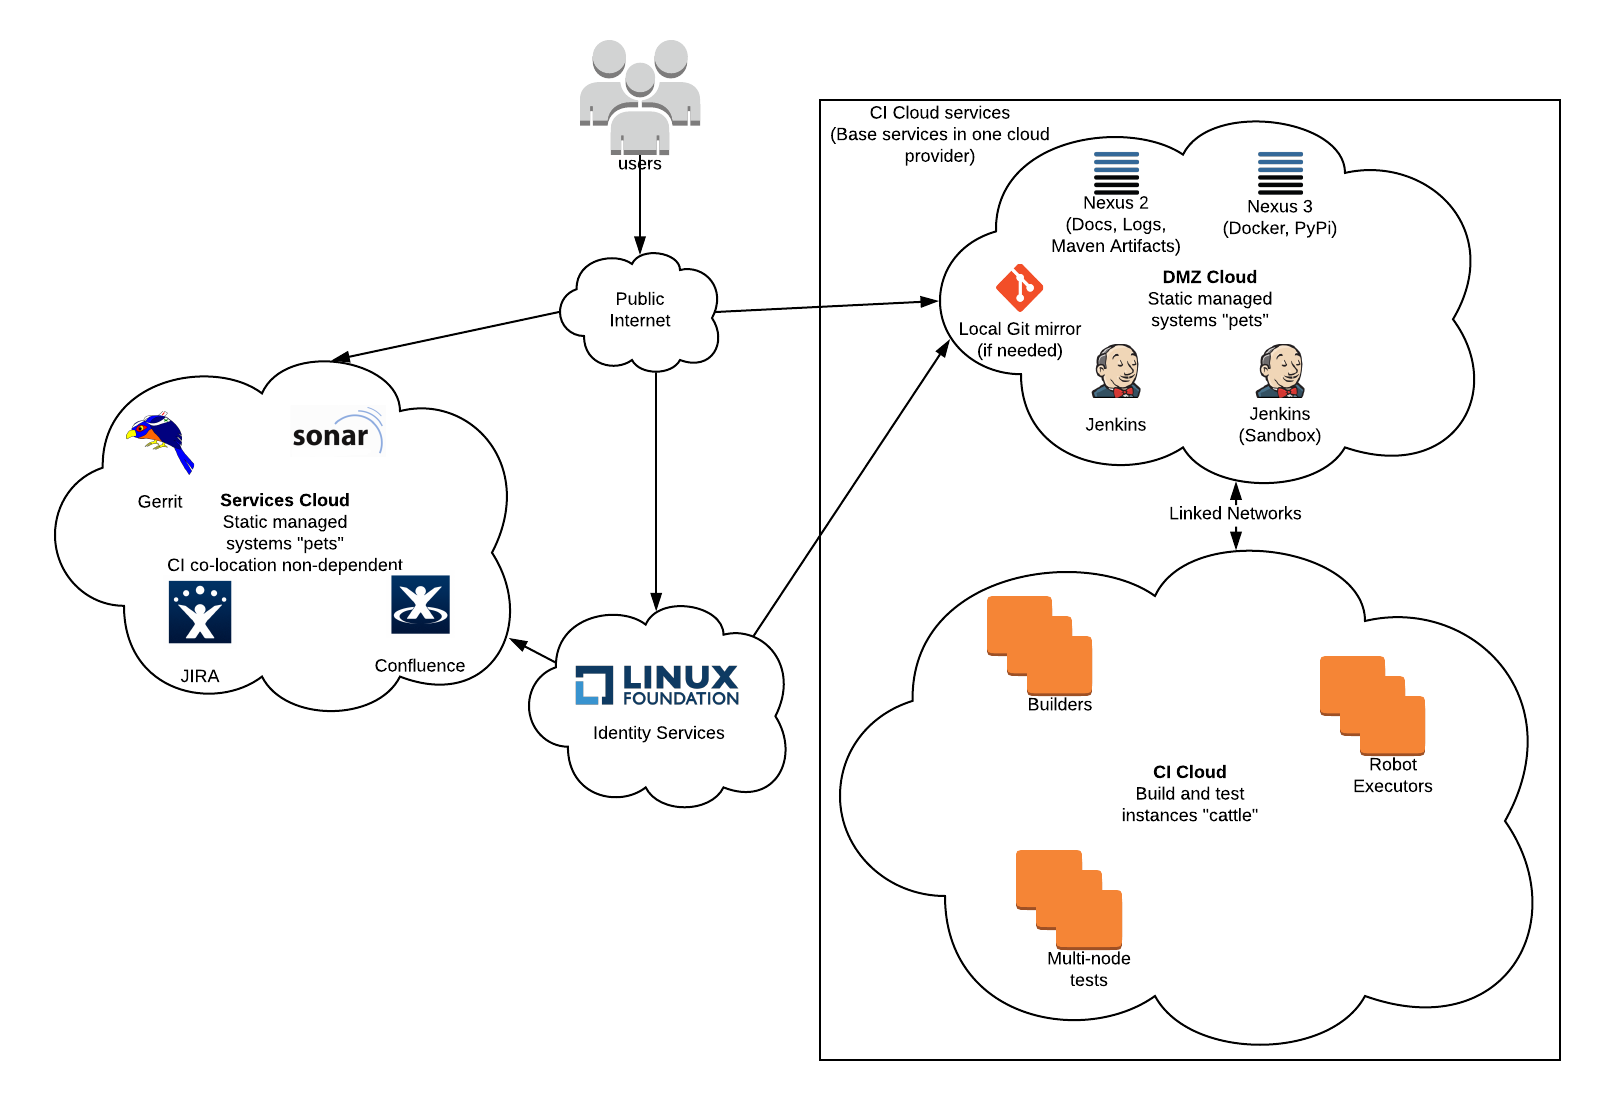 users
CI Cloud services
(Base services in one cloud
provider)
Nexus 2
(Docs, Logs,
Maven Artifacts)
Nexus 3
(Docker, PyPi)
DMZ Cloud
Static managed
systems "pets"
Local Git mirror
(if needed)
Jenkins
Jenkins
(Sandbox)
Public
Internet
sonar
Gerrit
Services Cloud
Static managed
systems "pets"
CI co-location non-dependent
JIRA
Confluence
LINUX
FOUNDATION
Identity Services
Linked Networks
Builders
Robot
Executors
CI Cloud
Build and test
instances "cattle"
Multi-node
tests